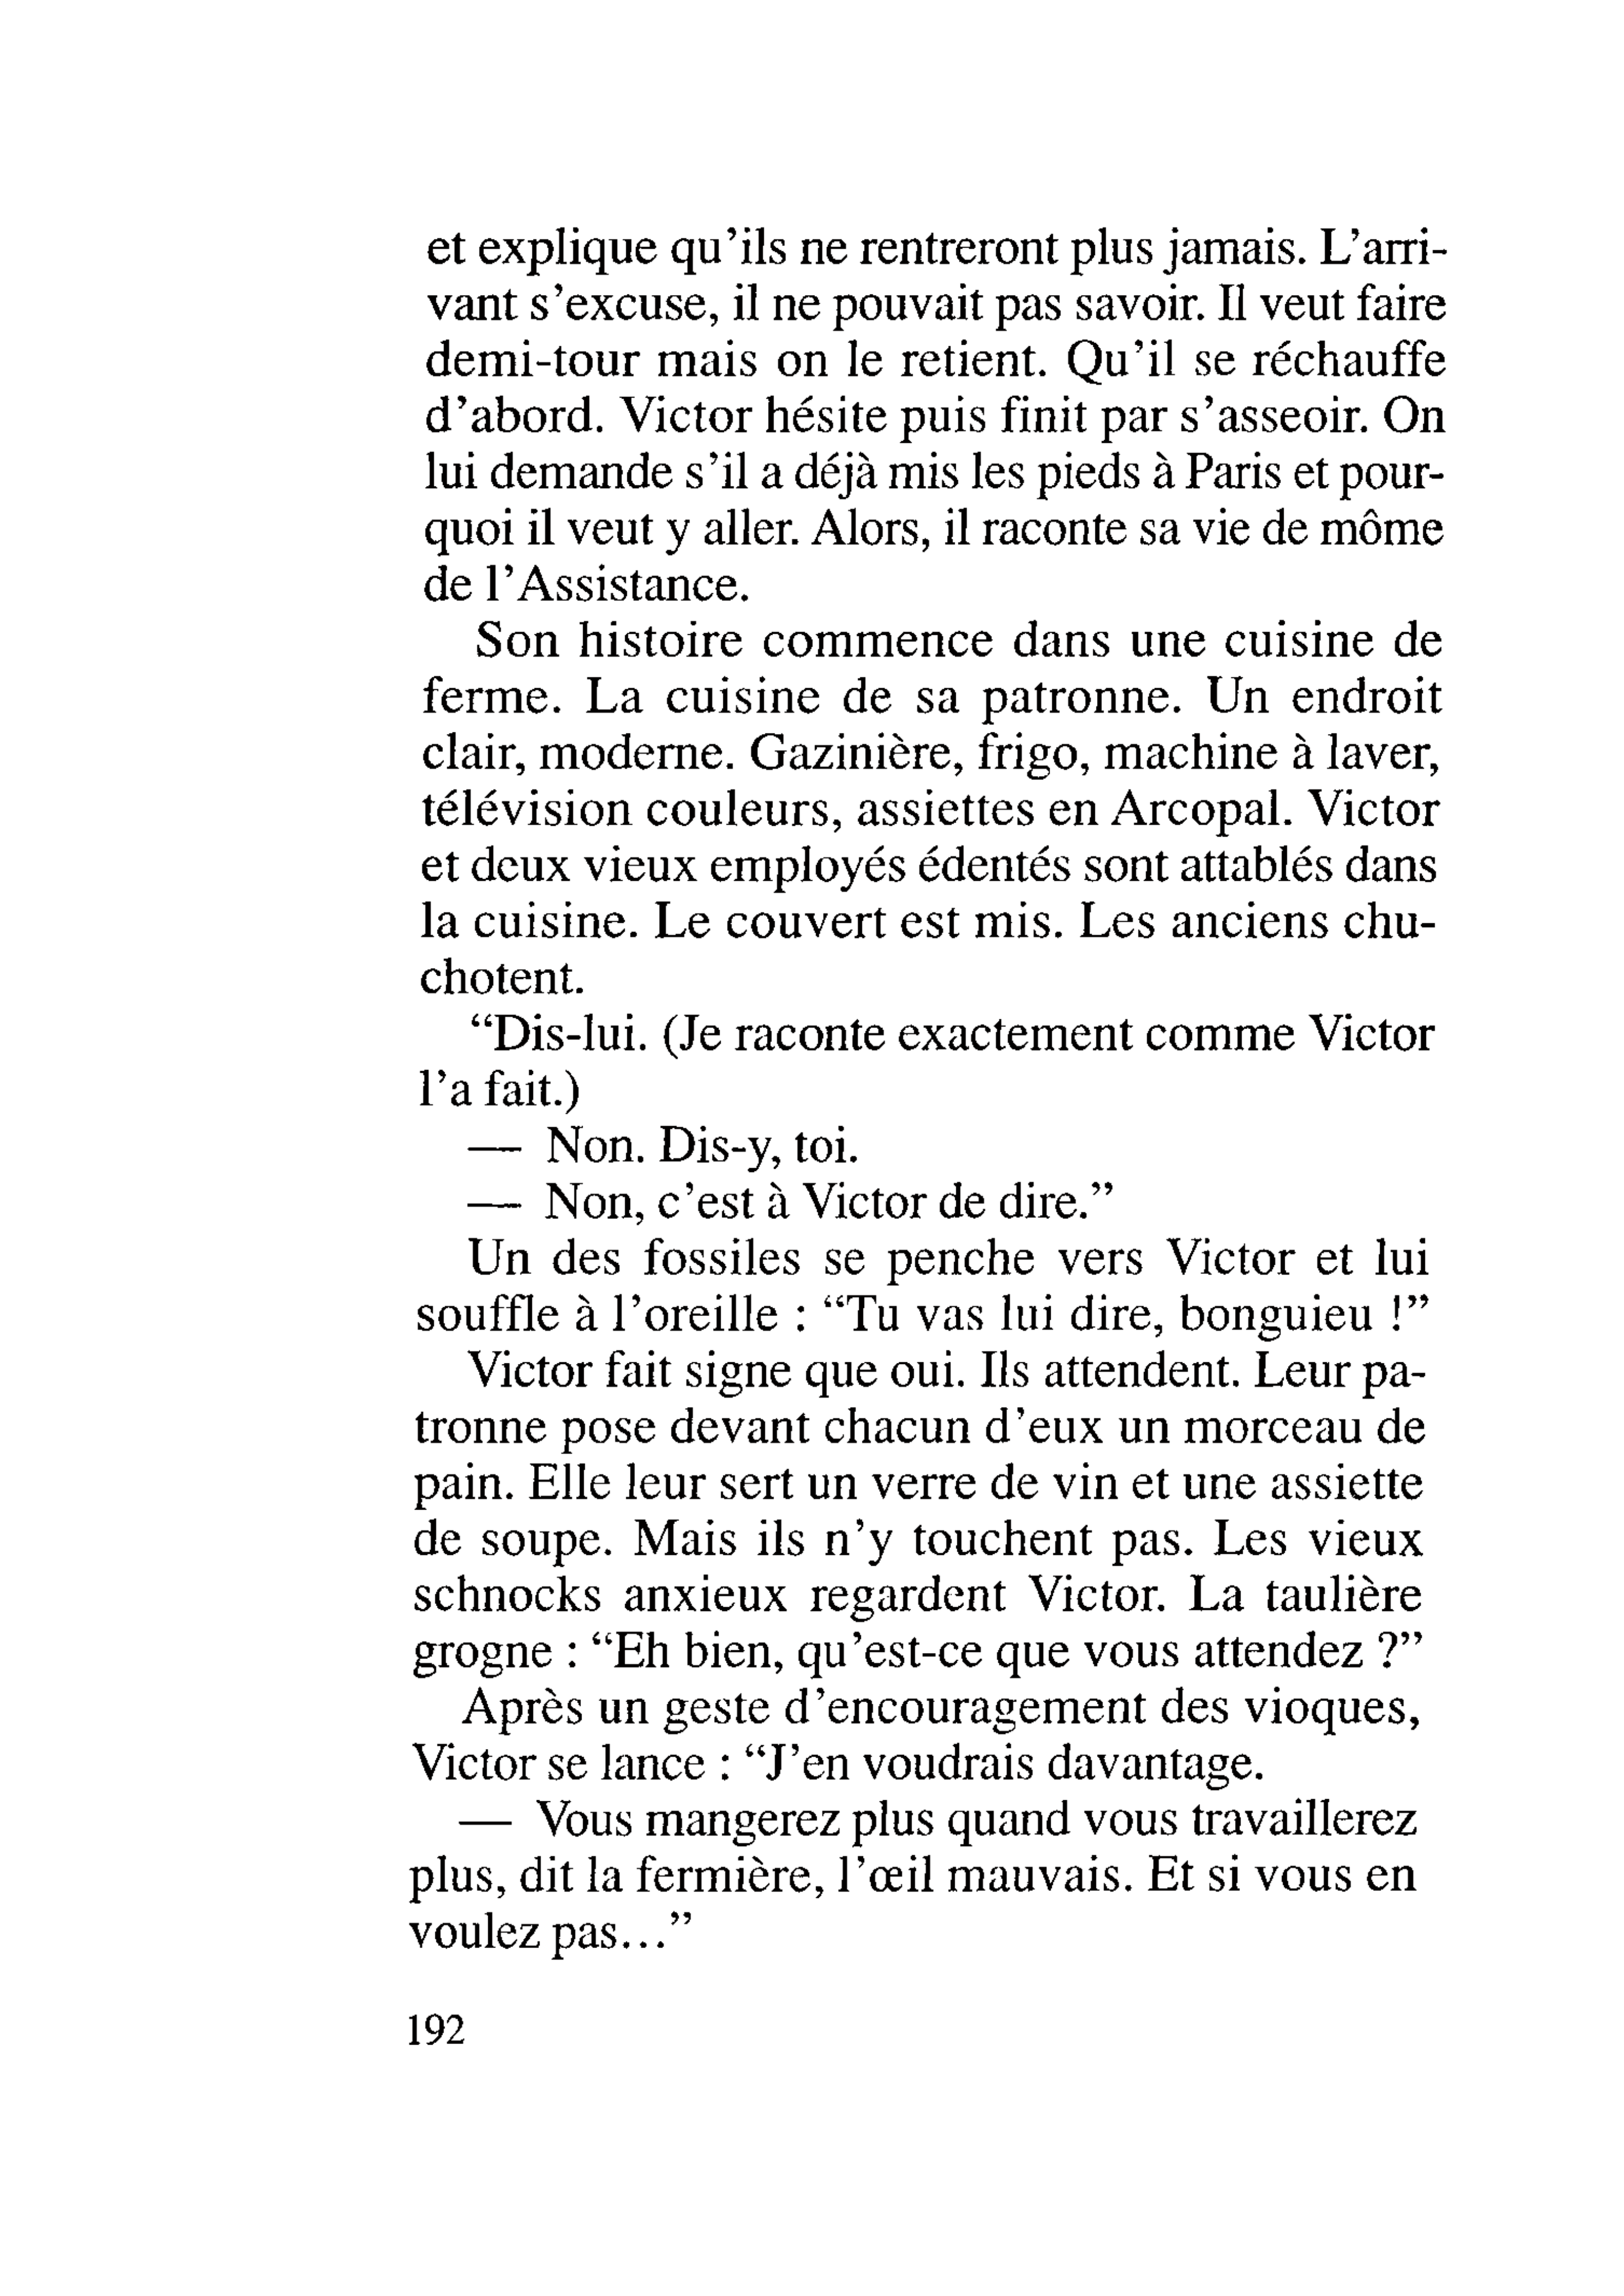 et explique qu’ils ne rentreront plus jamais. L’arri-
vant s’excuse, il ne pouvait pas savoir. Il veut faire
demi-tour mais on le retient. Qu’il se réchauffe
d’abord. Victor hésite puis finit par s’asseoir. On
lui demande s’il a déjà mis les pieds à Paris et pour-
quoi il veut y aller. Alors, il raconte sa vie de môme
de l’Assistance.
Son histoire commence dans une cuisine de
ferme. La cuisine de sa patronne. Un endroit
clair, moderne. Gazinière, frigo, machine à laver,
télévision couleurs, assiettes en Arcopal. Victor
et deux vieux employés édentés sont attablés dans
la cuisine. Le couvert est mis. Les anciens chu-
chotent.
“Dis-lui. (Je raconte exactement comme Victor
l’a fait.)
— Non. Dis-y, toi.
— Non, c’est à Victor de dire.”
Un des fossiles se penche vers Victor et lui
souffle à l’oreille : “Tu vas lui dire, bonguieu !”
Victor fait signe que oui. Ils attendent. Leur pa-
tronne pose devant chacun d’eux un morceau de
pain. Elle leur sert un verre de vin et une assiette
de soupe. Mais ils n’y touchent pas. Les vieux
schnocks anxieux regardent Victor. La taulière
grogne : “Eh bien, qu’est-ce que vous attendez ?”
Après un geste d’encouragement des vioques,
Victor se lance : “J’en voudrais davantage.
— Vous mangerez plus quand vous travaillerez
plus, dit la fermière, l’œil mauvais. Et si vous en
voulez pas...”
192